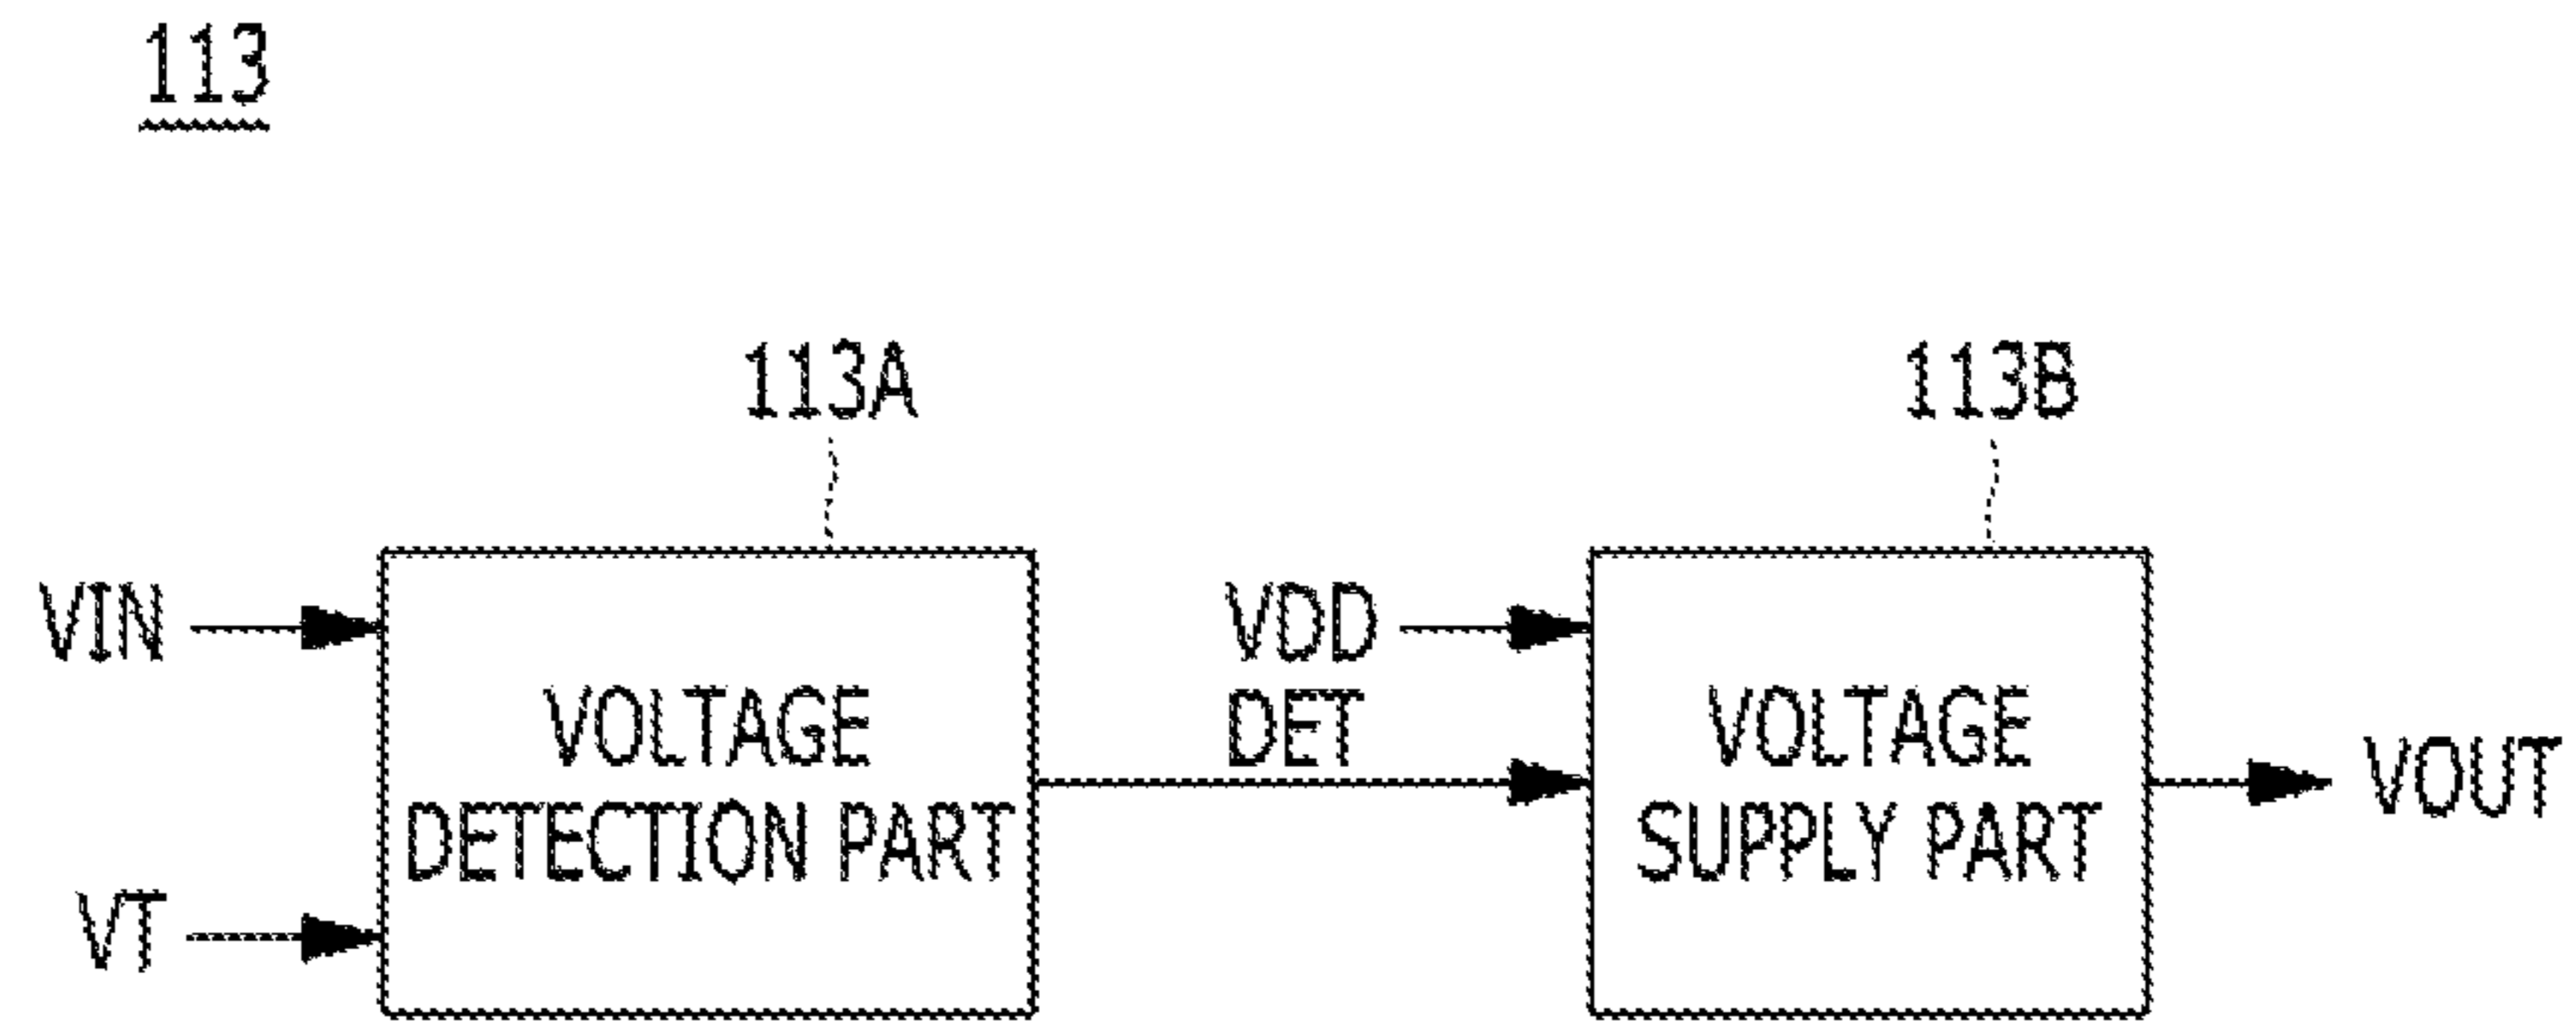 113
113A
113B
VIN
VDD
DET
VOLTAGE
DETECTION PART
VOLTAGE
SUPPLY PART
VOUT
VT